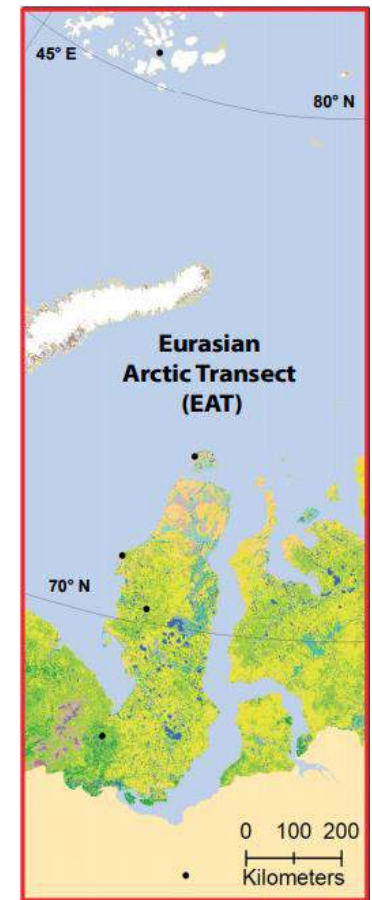 45° E
80° N
Eurasian
Arctic Transect
(EAT)
70° N
0 100 200
Kilometers